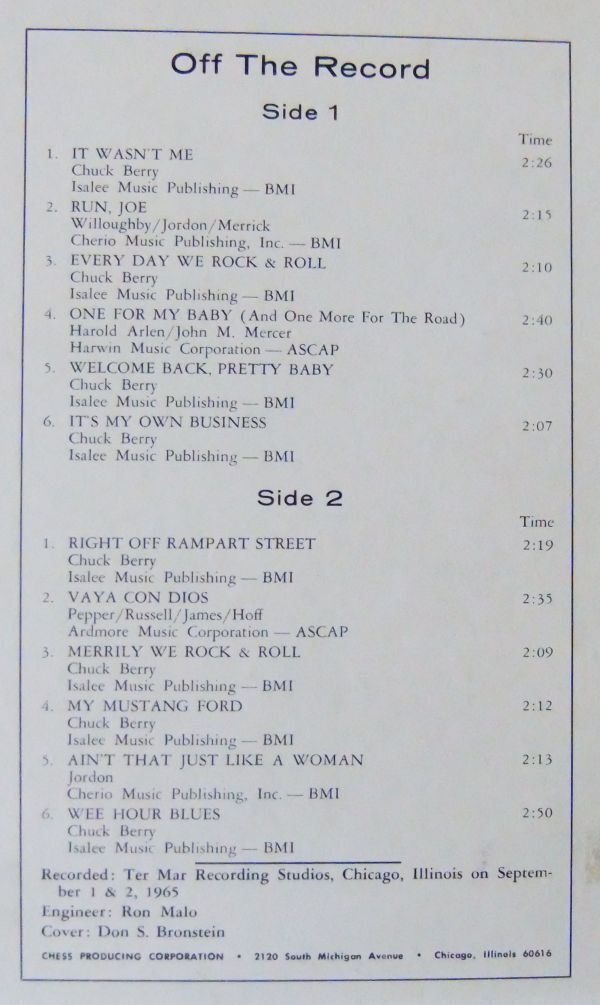 Off The Record
Side 1
Time
1. IT WASN'T ME 2:26
Chuck Berry
Isalee Music Publishing — BMI
2. RUN, JOE 2:15
Willoughby/Jordon/Merrick
Cherio Music Publishing, Inc. — BMI
3. EVERY DAY WE ROCK & ROLL 2:10
Chuck Berry
Isalee Music Publishing — BMI
4. ONE FOR MY BABY (And One More For The Road) 2:40
Harold Arlen/John M. Mercer
Harwin Music Corporation — ASCAP
5. WELCOME BACK, PRETTY BABY 2:30
Chuck Berry
Isalee Music Publishing — BMI
6. IT'S MY OWN BUSINESS 2:07
Chuck Berry
Isalee Music Publishing — BMI
Side 2
Time
1. RIGHT OFF RAMPART STREET 2:19
Chuck Berry
Isalee Music Publishing — BMI
2. VAYA CON DIOS 2:35
Pepper/Russell/James/Hoff
Ardmore Music Corporation — ASCAP
3. MERRILY WE ROCK & ROLL 2:09
Chuck Berry
Isalee Music Publishing — BMI
4. MY MUSTANG FORD 2:12
Chuck Berry
Isalee Music Publishing — BMI
5. AIN'T THAT JUST LIKE A WOMAN 2:13
Jordon
Cherio Music Publishing, Inc. — BMI
6. WEE HOUR BLUES 2:50
Chuck Berry
Isalee Music Publishing — BMI
Recorded: Ter Mar Recording Studios, Chicago, Illinois on Septem-
ber 1 & 2, 1965
Engineer: Ron Malo
Cover: Don S. Bronstein
CHESS PRODUCING CORPORATION • 2120 South Michigan Avenue • Chicago, Illinois 60616